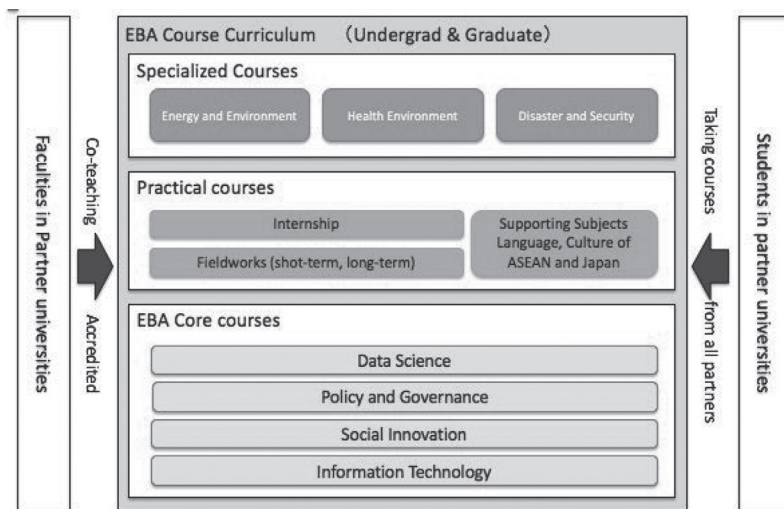 EBA Course Curriculum （Undergrad & Graduate）
Specialized Courses
Energy and Environment
Health Environment
Disaster and Security
Practical courses
Internship
Fieldworks (shot-term, long-term)
Supporting Subjects
Language, Culture of
ASEAN and Japan
EBA Core courses
Data Science
Policy and Governance
Social Innovation
Information Technology
Faculties in Partner universities
Co-teaching
Accredited
Taking courses
from all partners
Students in partner universities